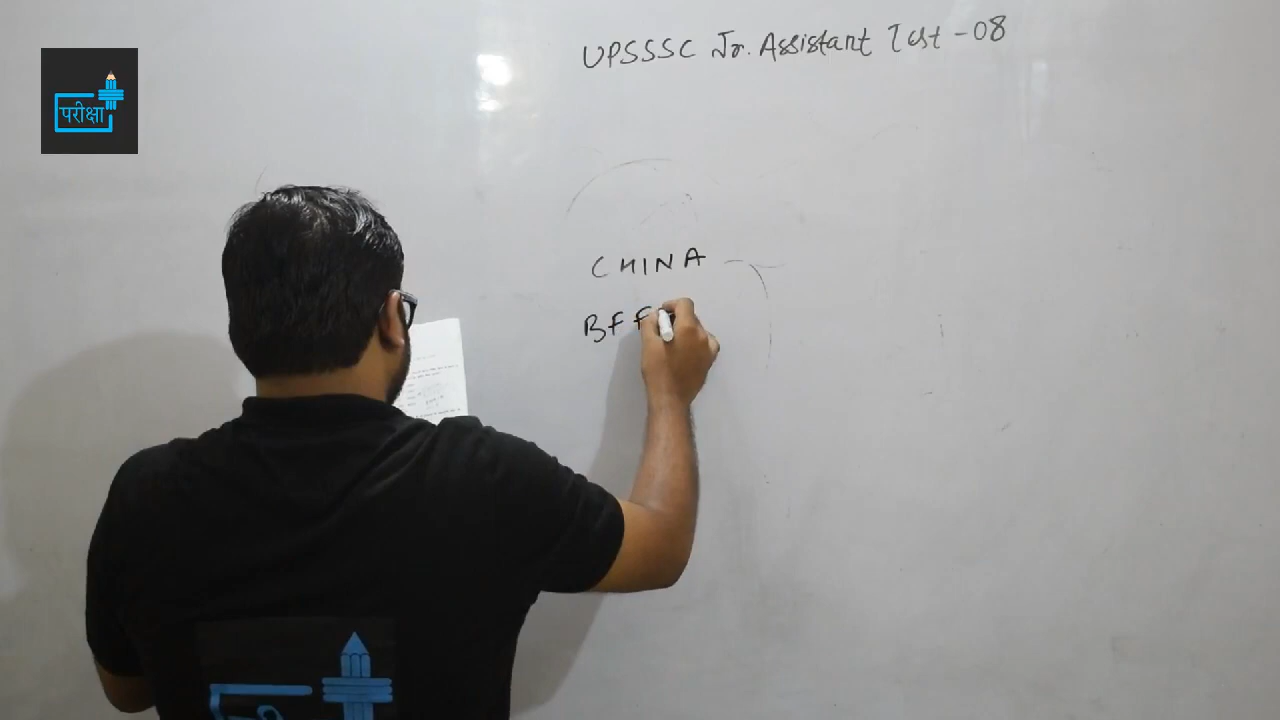 UPSSSC Jr. Assistant Test - 08
परीक्षा
CHINA
BFF